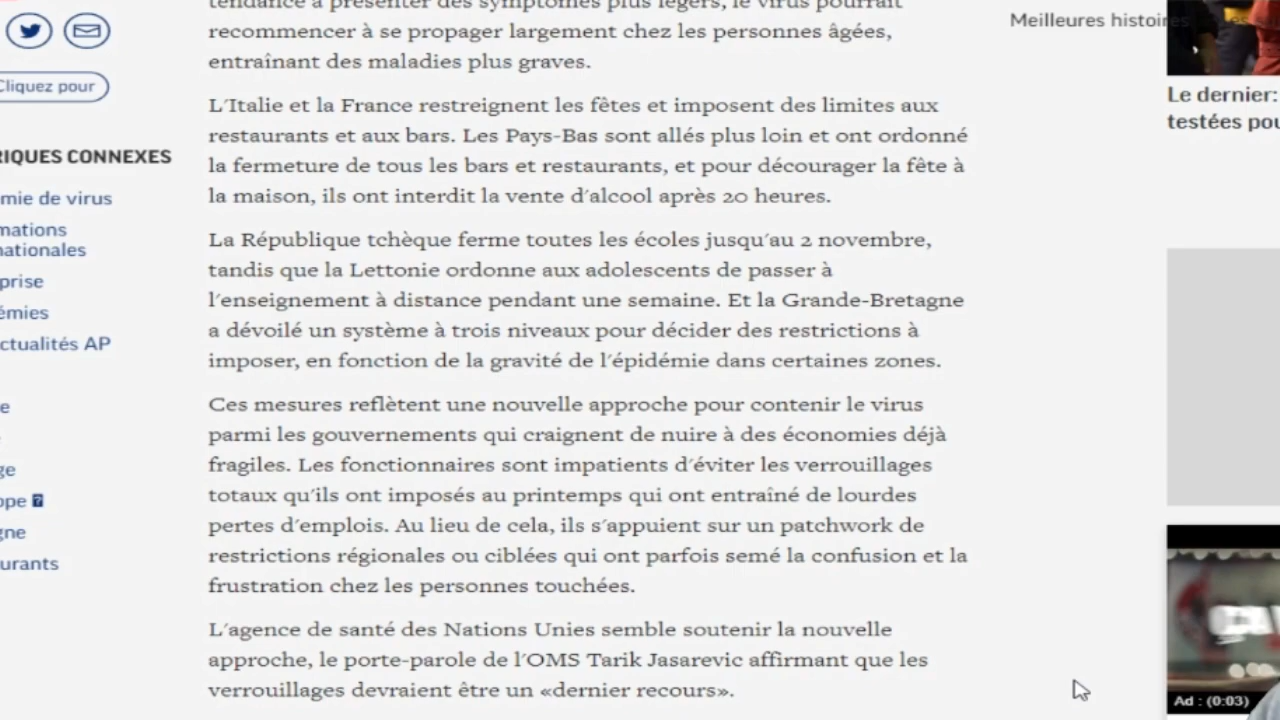 tendance à présenter des symptômes plus légers, le virus pourrait
recommencer à se propager largement chez les personnes âgées,
entraînant des maladies plus graves.
L'Italie et la France restreignent les fêtes et imposent des limites aux
restaurants et aux bars. Les Pays-Bas sont allés plus loin et ont ordonné
la fermeture de tous les bars et restaurants, et pour décourager la fête à
la maison, ils ont interdit la vente d'alcool après 20 heures.
La République tchèque ferme toutes les écoles jusqu'au 2 novembre,
tandis que la Lettonie ordonne aux adolescents de passer à
l'enseignement à distance pendant une semaine. Et la Grande-Bretagne
a dévoilé un système à trois niveaux pour décider des restrictions à
imposer, en fonction de la gravité de l'épidémie dans certaines zones.
Ces mesures reflètent une nouvelle approche pour contenir le virus
parmi les gouvernements qui craignent de nuire à des économies déjà
fragiles. Les fonctionnaires sont impatients d'éviter les verrouillages
totaux qu'ils ont imposés au printemps qui ont entraîné de lourdes
pertes d'emplois. Au lieu de cela, ils s'appuient sur un patchwork de
restrictions régionales ou ciblées qui ont parfois semé la confusion et la
frustration chez les personnes touchées.
L'agence de santé des Nations Unies semble soutenir la nouvelle
approche, le porte-parole de l'OMS Tarik Jasarevic affirmant que les
verrouillages devraient être un «dernier recours».
Cliquez pour
RIQUES CONNEXES
mie de virus
mations
nationales
prise
émies
ctualités AP
e
ge
ope
gne
urants
Meilleures histoires
Le dernier:
testées pou
Ad : (0:03)